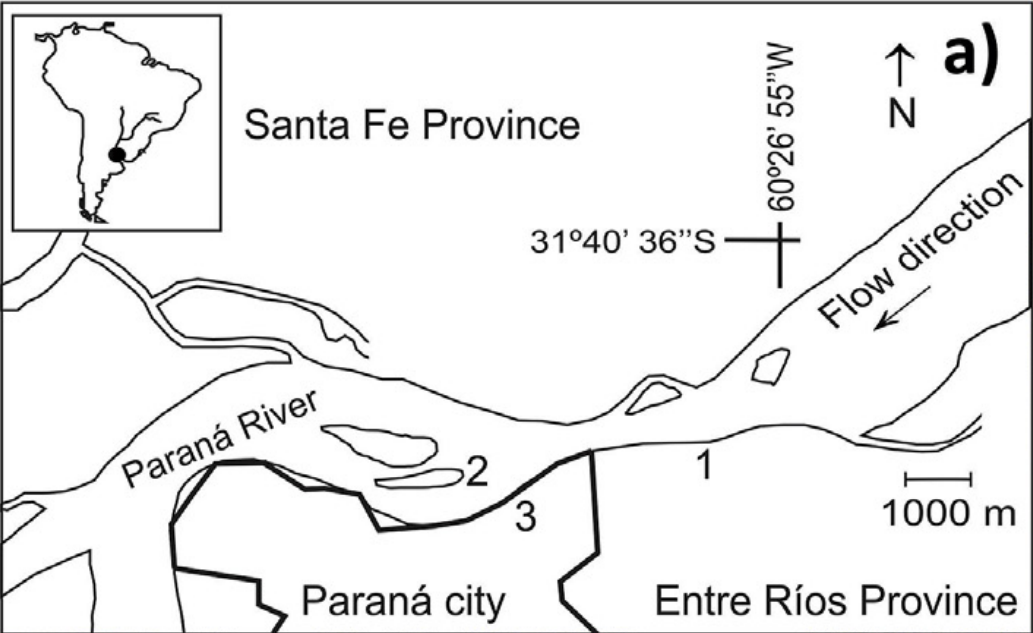 a)
N
Santa Fe Province
60º26’ 55’’W
31º40’ 36’’S
Flow direction
Paraná River
1
2
3
1000 m
Paraná city
Entre Ríos Province